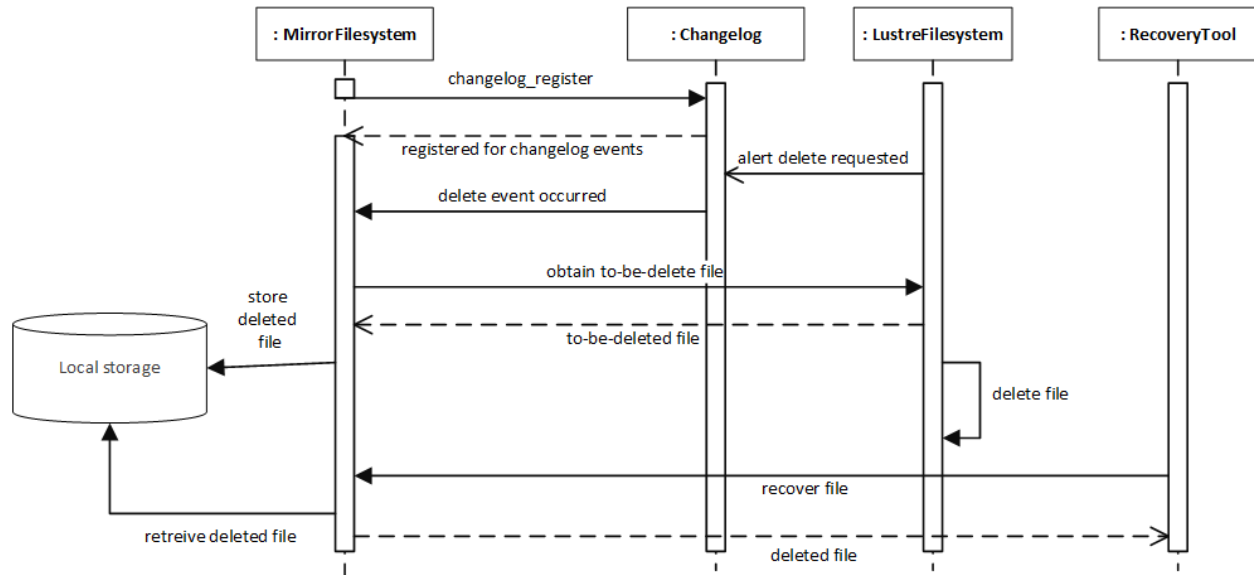 : MirrorFilesystem
: Changelog
: LustreFilesystem
: RecoveryTool
changelog_register
registered for changelog events
alert delete requested
delete event occurred
obtain to-be-delete file
store
deleted
file
to-be-deleted file
Local storage
delete file
recover file
retreive deleted file
deleted file